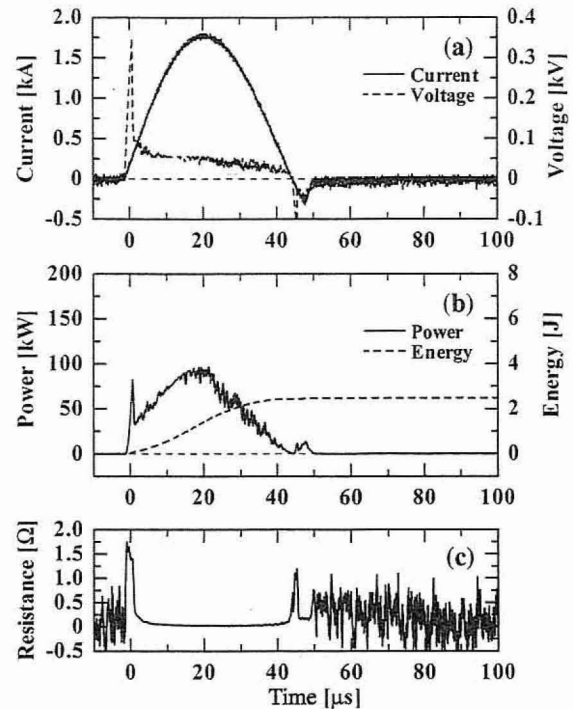 (a)
Current
Voltage
Current [kA]
2.0
1.5
1.0
0.5
0
-0.5
Voltage [kV]
0.4
0.3
0.2
0.1
0
-0.1
0 20 40 60 80 100
(b)
Power
Energy
Power [kW]
200
150
100
50
0
Energy [J]
8
6
4
2
0
0 20 40 60 80 100
(c)
Resistance [Ω]
2.0
1.5
1.0
0.5
0
-0.5
0 20 40 60 80 100
Time [μs]